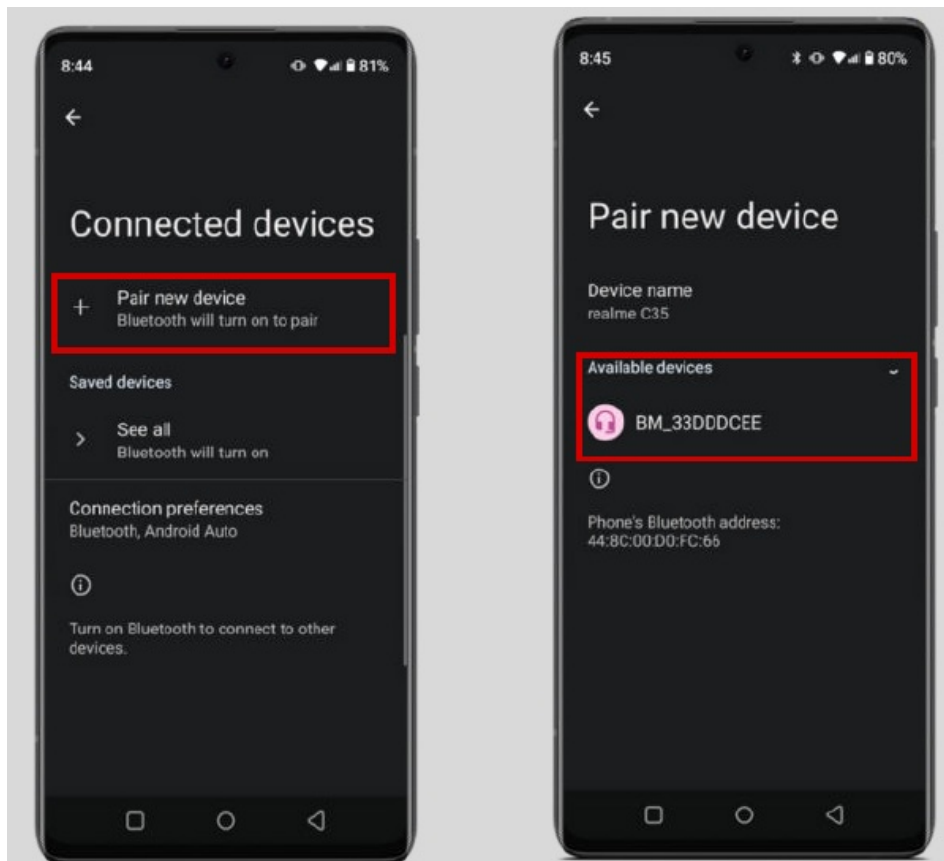 8:44
81%
Connected devices
Pair new device
Bluetooth will turn on to pair
Saved devices
See all
Bluetooth will turn on
Connection preferences
Bluetooth, Android Auto
Turn on Bluetooth to connect to other
devices.
8:45
80%
Pair new device
Device name
realme C35
Available devices
BM_33DDDCEE
Phone's Bluetooth address:
44:8C:00:D0:FC:66